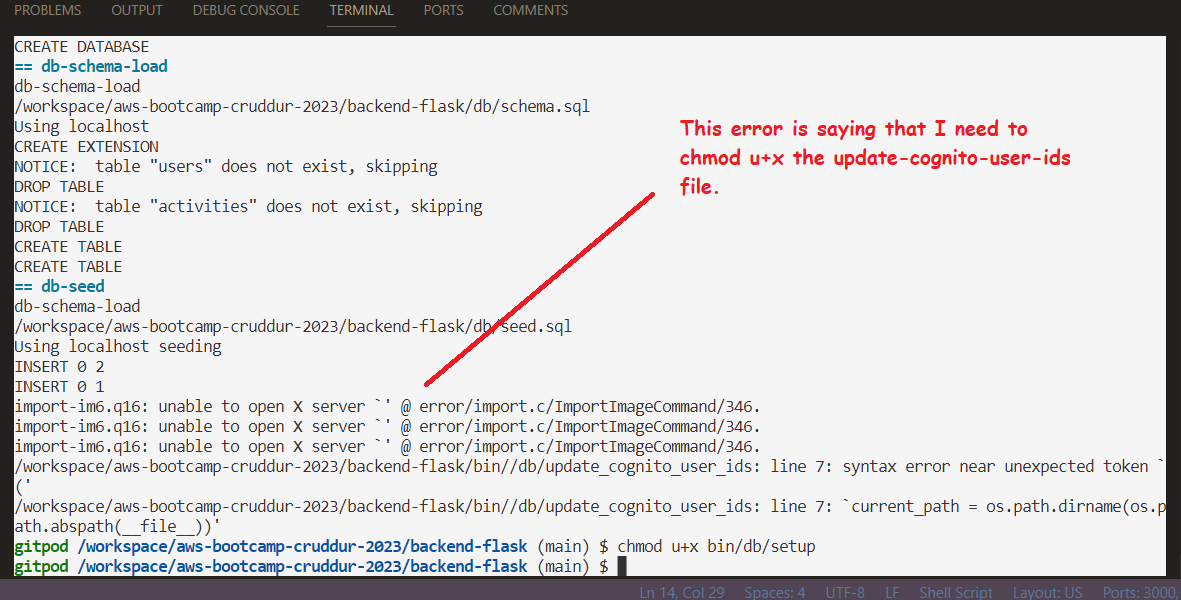 PROBLEMS OUTPUT DEBUG CONSOLE TERMINAL PORTS COMMENTS
CREATE DATABASE
== db-schema-load
db-schema-load
/workspace/aws-bootcamp-cruddur-2023/backend-flask/db/schema.sql
Using localhost
CREATE EXTENSION
NOTICE:  table "users" does not exist, skipping
DROP TABLE
NOTICE:  table "activities" does not exist, skipping
DROP TABLE
CREATE TABLE
CREATE TABLE
== db-seed
db-schema-load
/workspace/aws-bootcamp-cruddur-2023/backend-flask/db/seed.sql
Using localhost seeding
INSERT 0 2
INSERT 0 1
import-im6.q16: unable to open X server `' @ error/import.c/ImportImageCommand/346.
import-im6.q16: unable to open X server `' @ error/import.c/ImportImageCommand/346.
import-im6.q16: unable to open X server `' @ error/import.c/ImportImageCommand/346.
/workspace/aws-bootcamp-cruddur-2023/backend-flask/bin//db/update_cognito_user_ids: line 7: syntax error near unexpected token `
('
/workspace/aws-bootcamp-cruddur-2023/backend-flask/bin//db/update_cognito_user_ids: line 7: `current_path = os.path.dirname(os.p
ath.abspath(__file__))'
gitpod /workspace/aws-bootcamp-cruddur-2023/backend-flask (main) $ chmod u+x bin/db/setup
gitpod /workspace/aws-bootcamp-cruddur-2023/backend-flask (main) $
This error is saying that I need to
chmod u+x the update-cognito-user-ids
file.
Ln 14, Col 29 Spaces: 4 UTF-8 LF Shell Script Layout: US Ports: 3000,